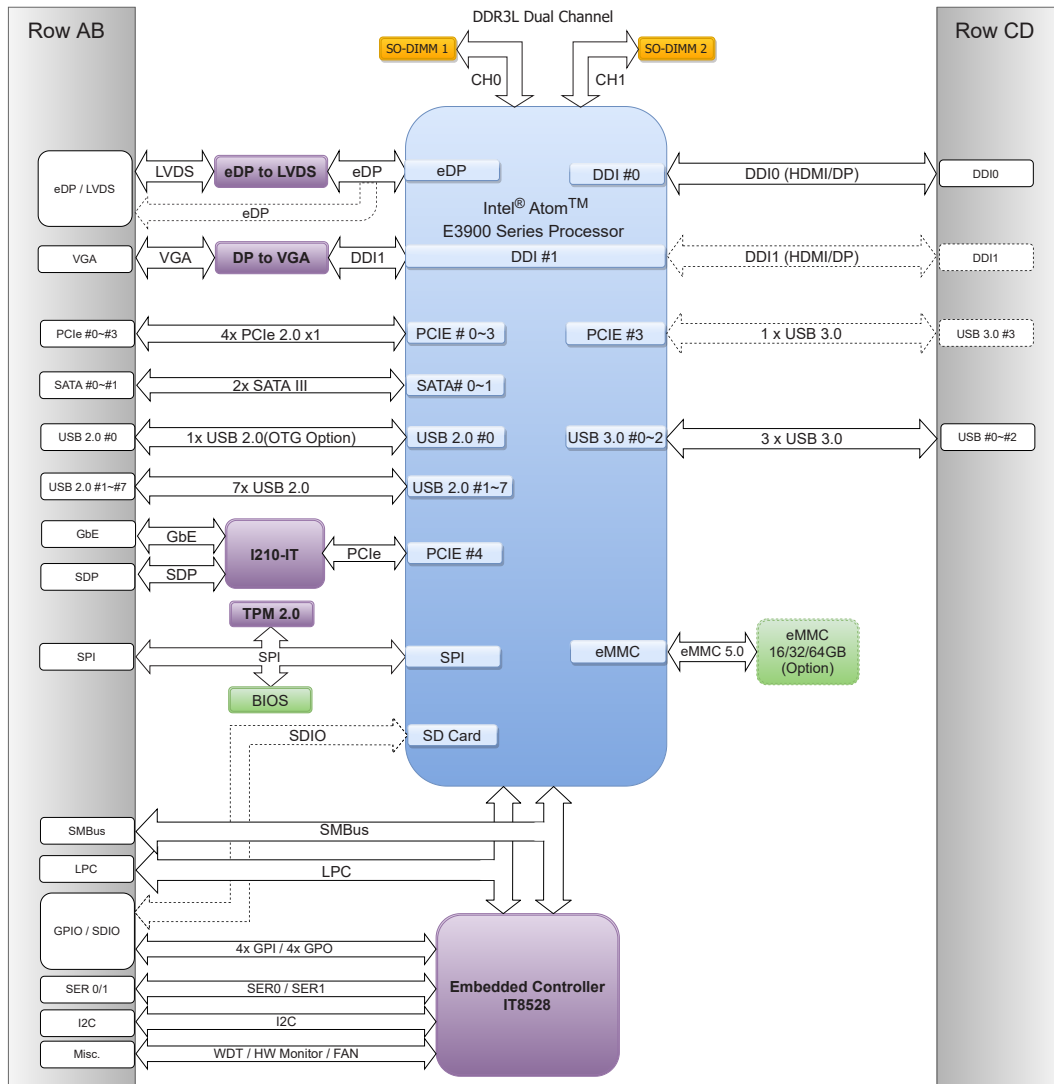 DDR3L Dual Channel
Row AB
Row CD
SO-DIMM 1
SO-DIMM 2
CH0
CH1
eDP / LVDS
LVDS
eDP to LVDS
eDP
eDP
DDI #0
DDI0 (HDMI/DP)
DDI0
eDP
Intel® Atom™
E3900 Series Processor
VGA
VGA
DP to VGA
DDI1
DDI #1
DDI1 (HDMI/DP)
DDI1
PCIe #0~#3
4x PCIe 2.0 x1
PCIE # 0~3
PCIE #3
1 x USB 3.0
USB 3.0 #3
SATA #0~#1
2x SATA III
SATA# 0~1
USB 2.0 #0
1x USB 2.0(OTG Option)
USB 2.0 #0
USB 3.0 #0~2
3 x USB 3.0
USB #0~#2
USB 2.0 #1~#7
7x USB 2.0
USB 2.0 #1~7
GbE
GbE
I210-IT
PCIe
PCIE #4
SDP
SDP
TPM 2.0
SPI
SPI
SPI
eMMC
eMMC 5.0
eMMC
16/32/64GB
(Option)
BIOS
SDIO
SD Card
SMBus
SMBus
LPC
LPC
GPIO / SDIO
4x GPI / 4x GPO
SER 0/1
SER0 / SER1
Embedded Controller
IT8528
I2C
I2C
Misc.
WDT / HW Monitor / FAN